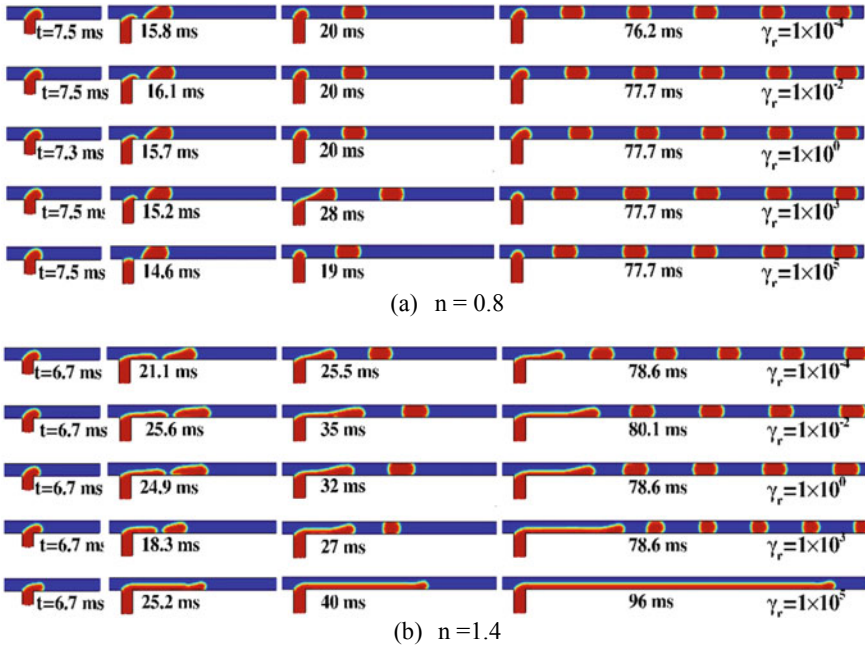 t=7.5 ms 15.8 ms 20 ms 76.2 ms γr=1×10-4
t=7.5 ms 16.1 ms 20 ms 77.7 ms γr=1×10-2
t=7.3 ms 15.7 ms 20 ms 77.7 ms γr=1×100
t=7.5 ms 15.2 ms 28 ms 77.7 ms γr=1×103
t=7.5 ms 14.6 ms 19 ms 77.7 ms γr=1×105
(a) n = 0.8
t=6.7 ms 21.1 ms 25.5 ms 78.6 ms γr=1×10-4
t=6.7 ms 25.6 ms 35 ms 80.1 ms γr=1×10-2
t=6.7 ms 24.9 ms 32 ms 78.6 ms γr=1×100
t=6.7 ms 18.3 ms 27 ms 78.6 ms γr=1×103
t=6.7 ms 25.2 ms 40 ms 96 ms γr=1×105
(b) n =1.4